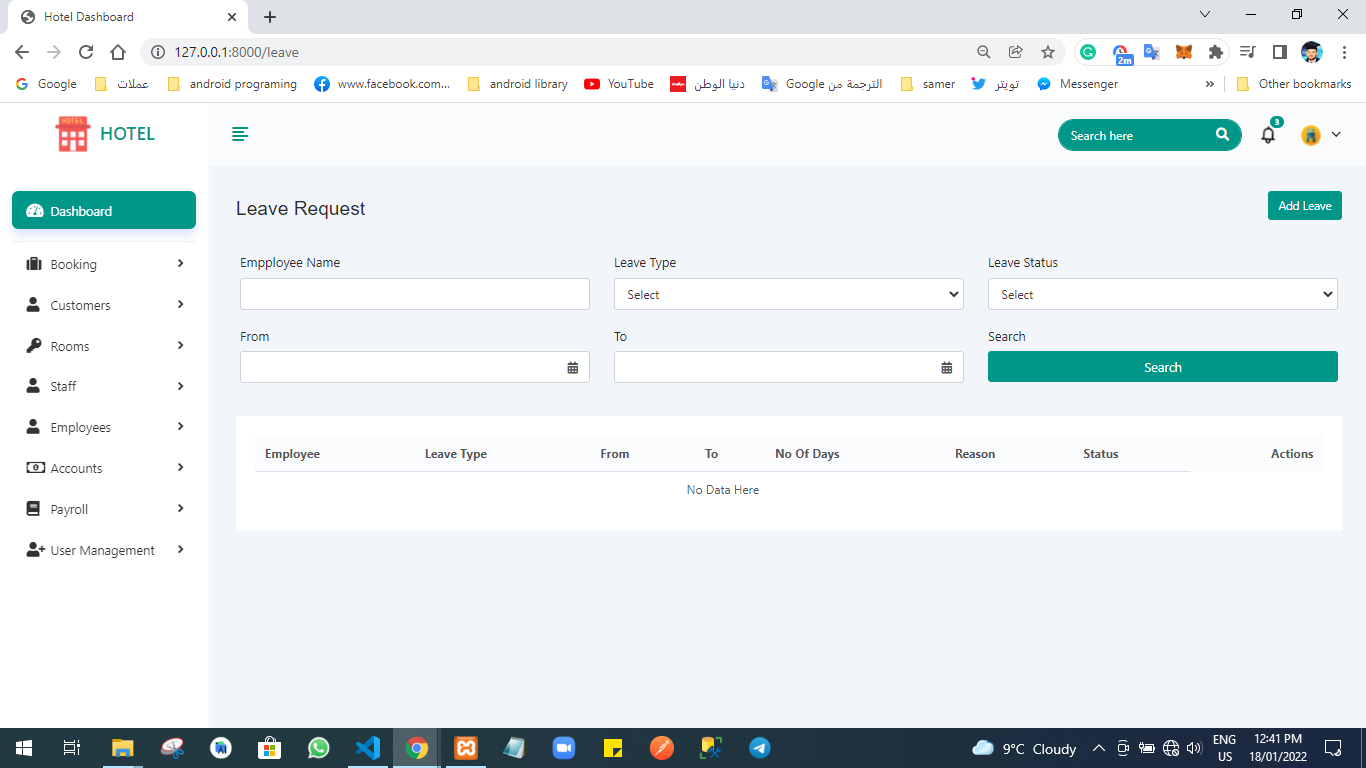 Hotel Dashboard
127.0.0.1:8000/leave
2m
Google
عملات
android programing
www.facebook.com...
android library
YouTube
دنيا الوطن
الترجمة من Google
samer
تويتر
Messenger
»
Other bookmarks
HOTEL
HOTEL
Search here
3
Dashboard
Leave Request
Add Leave
Booking
Empployee Name
Leave Type
Leave Status
Select
Select
Customers
From
To
Search
Rooms
Search
Staff
Employees
Employee
Leave Type
From
To
No Of Days
Reason
Status
Actions
Accounts
No Data Here
Payroll
User Management
9°C Cloudy
ENG
US
12:41 PM
18/01/2022